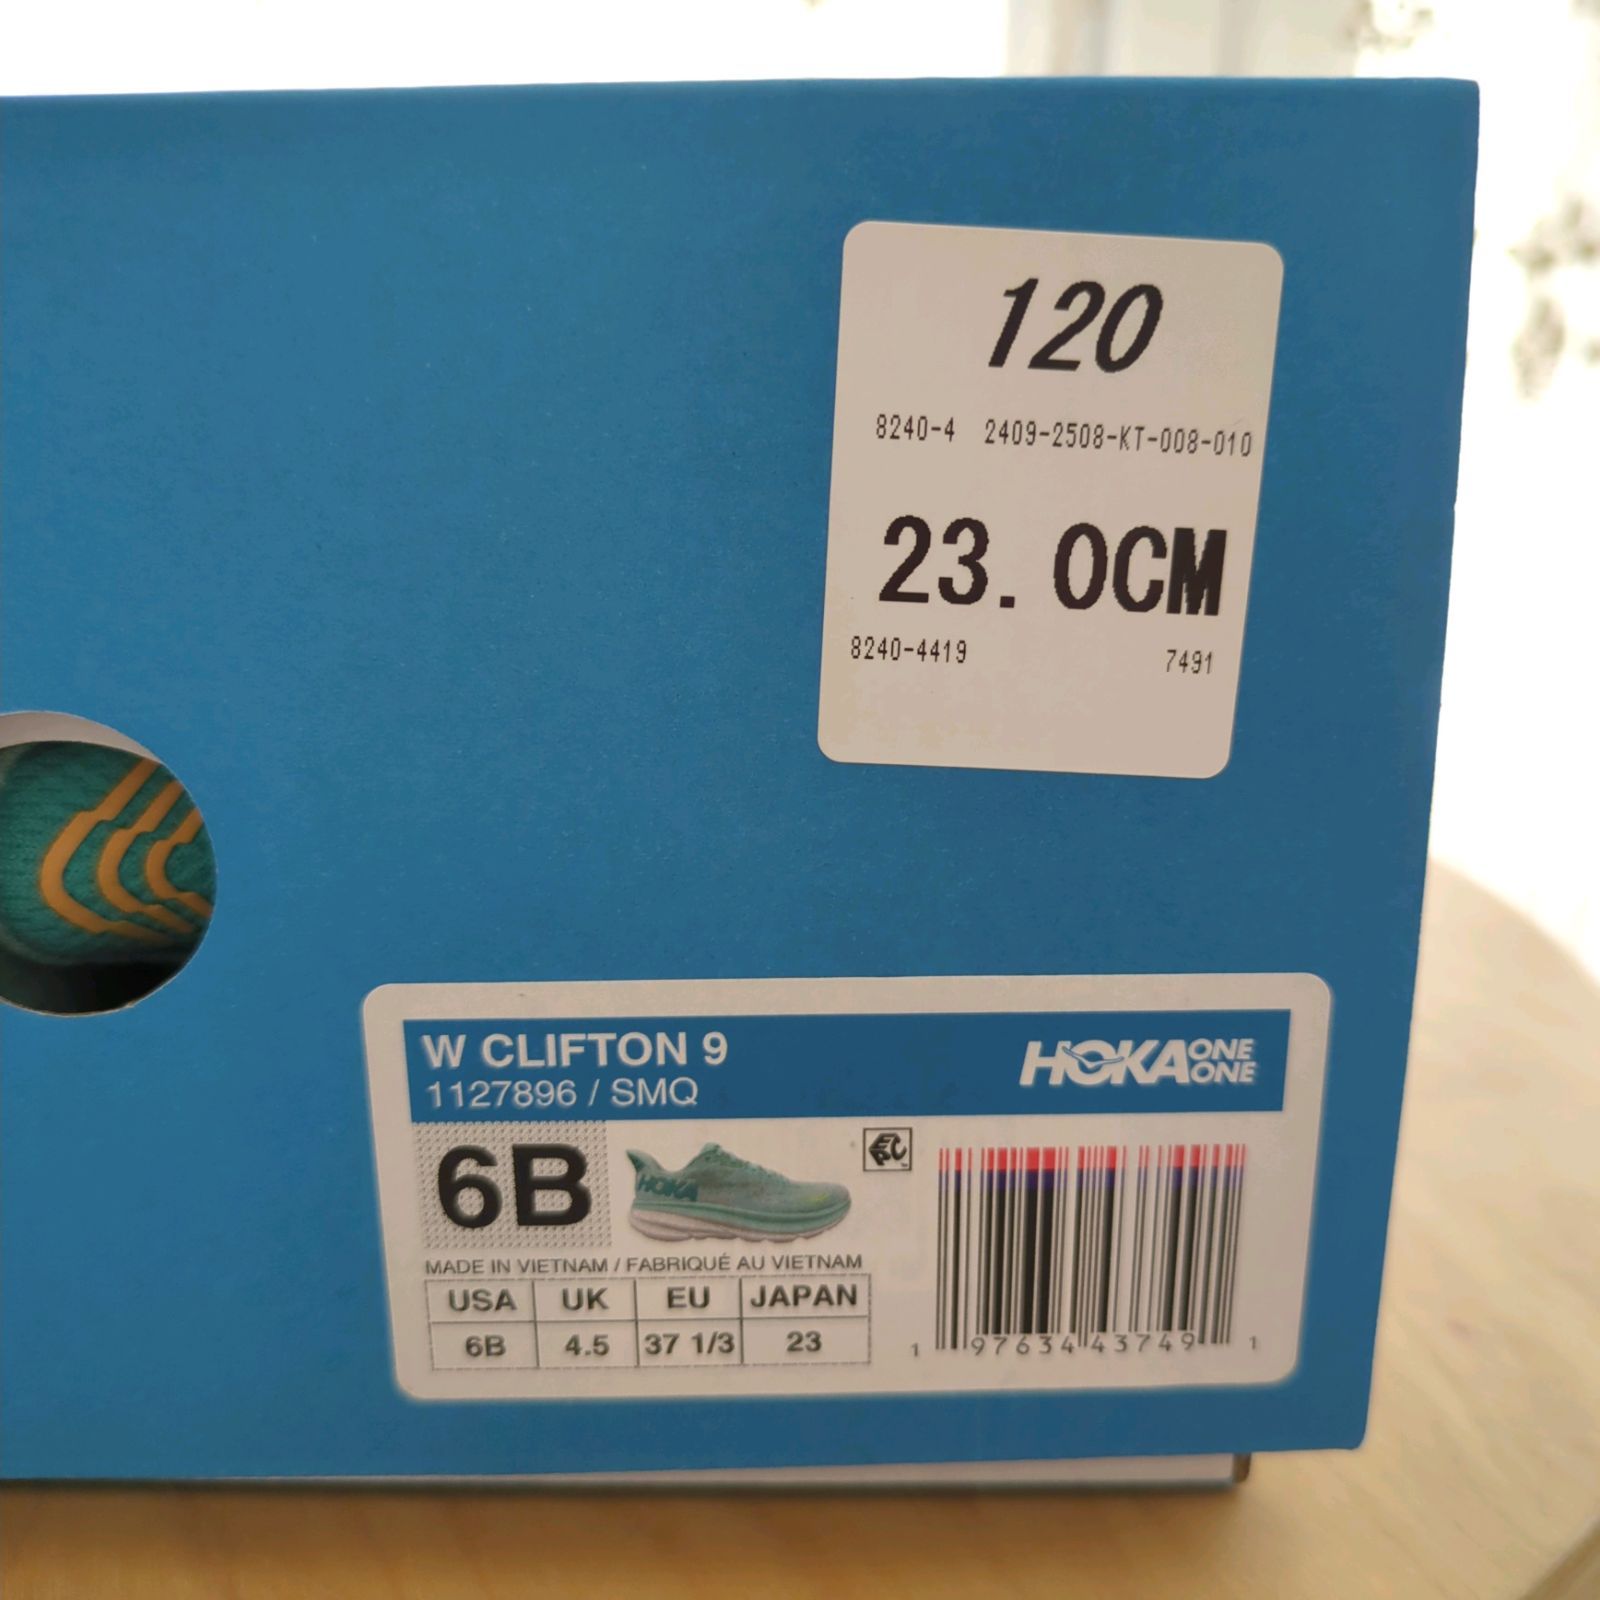 120
8240-4 2409-2508-KT-008-010
23.0CM
8240-4419 7491
W CLIFTON 9
1127896 / SMQ
HOKA ONE ONE
6B
HOKA
EPC
MADE IN VIETNAM / FABRIQUÉ AU VIETNAM
USA UK EU JAPAN
6B 4.5 37 1/3 23
1 97634 43749 1